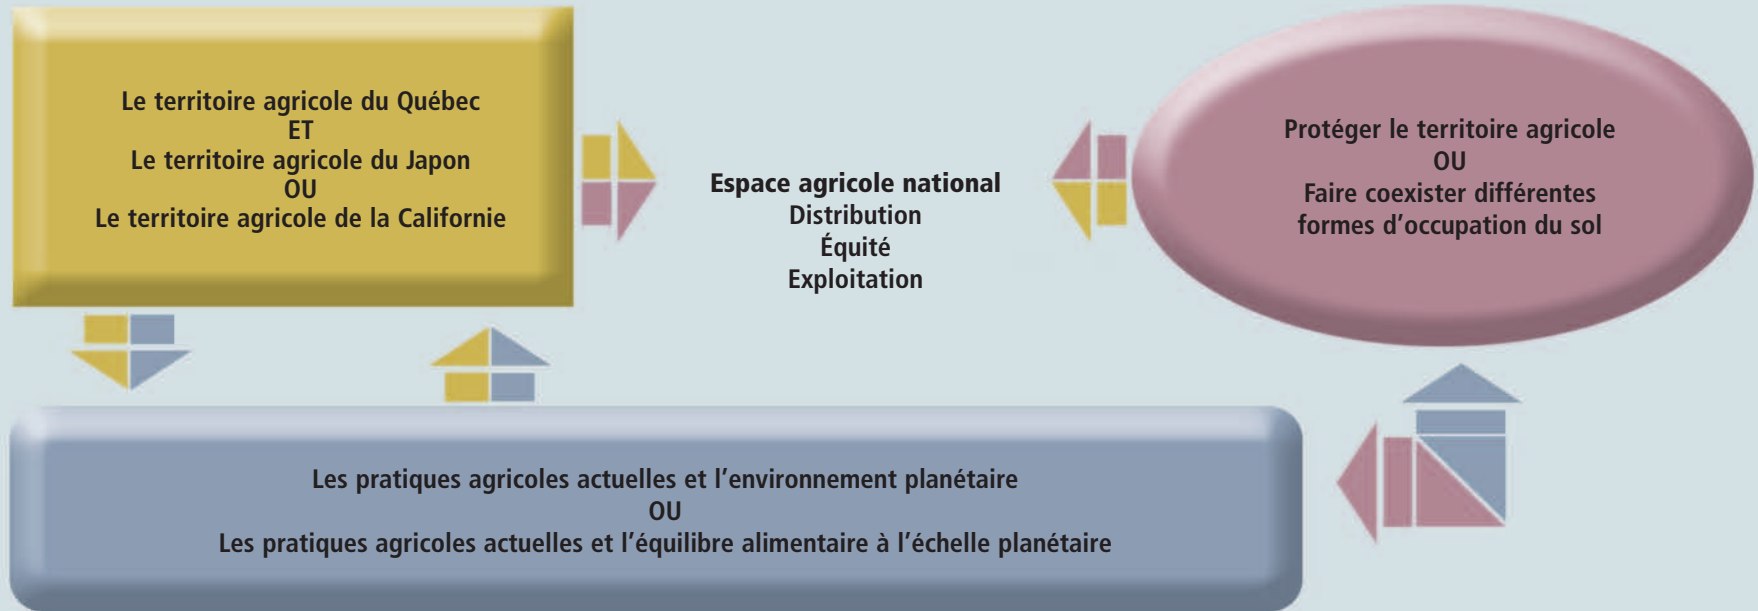 Le territoire agricole du Québec
ET
Le territoire agricole du Japon
OU
Le territoire agricole de la Californie
Espace agricole national
Distribution
Équité
Exploitation
Protéger le territoire agricole
OU
Faire coexister différentes
formes d'occupation du sol
Les pratiques agricoles actuelles et l'environnement planétaire
OU
Les pratiques agricoles actuelles et l'équilibre alimentaire à l'échelle planétaire